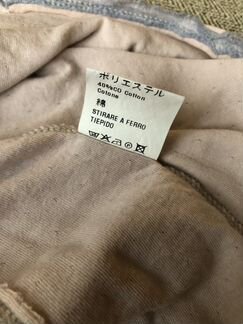 ポリエステル
40%CO Cotton
Cotone
綿
STIRARE A FERRO
TIEPIDO